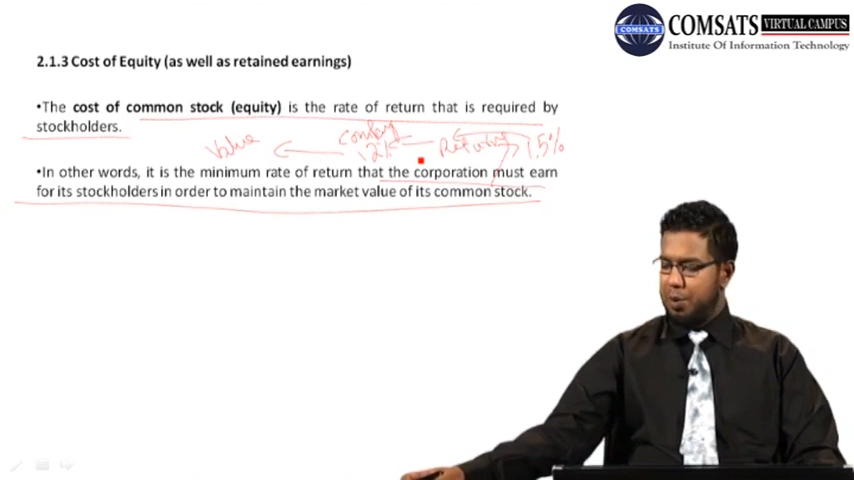 COMSATS VIRTUAL CAMPUS
Institute Of Information Technology
2.1.3 Cost of Equity (as well as retained earnings)
•The cost of common stock (equity) is the rate of return that is required by
stockholders.
value 12% 15%
•In other words, it is the minimum rate of return that the corporation must earn
for its stockholders in order to maintain the market value of its common stock.